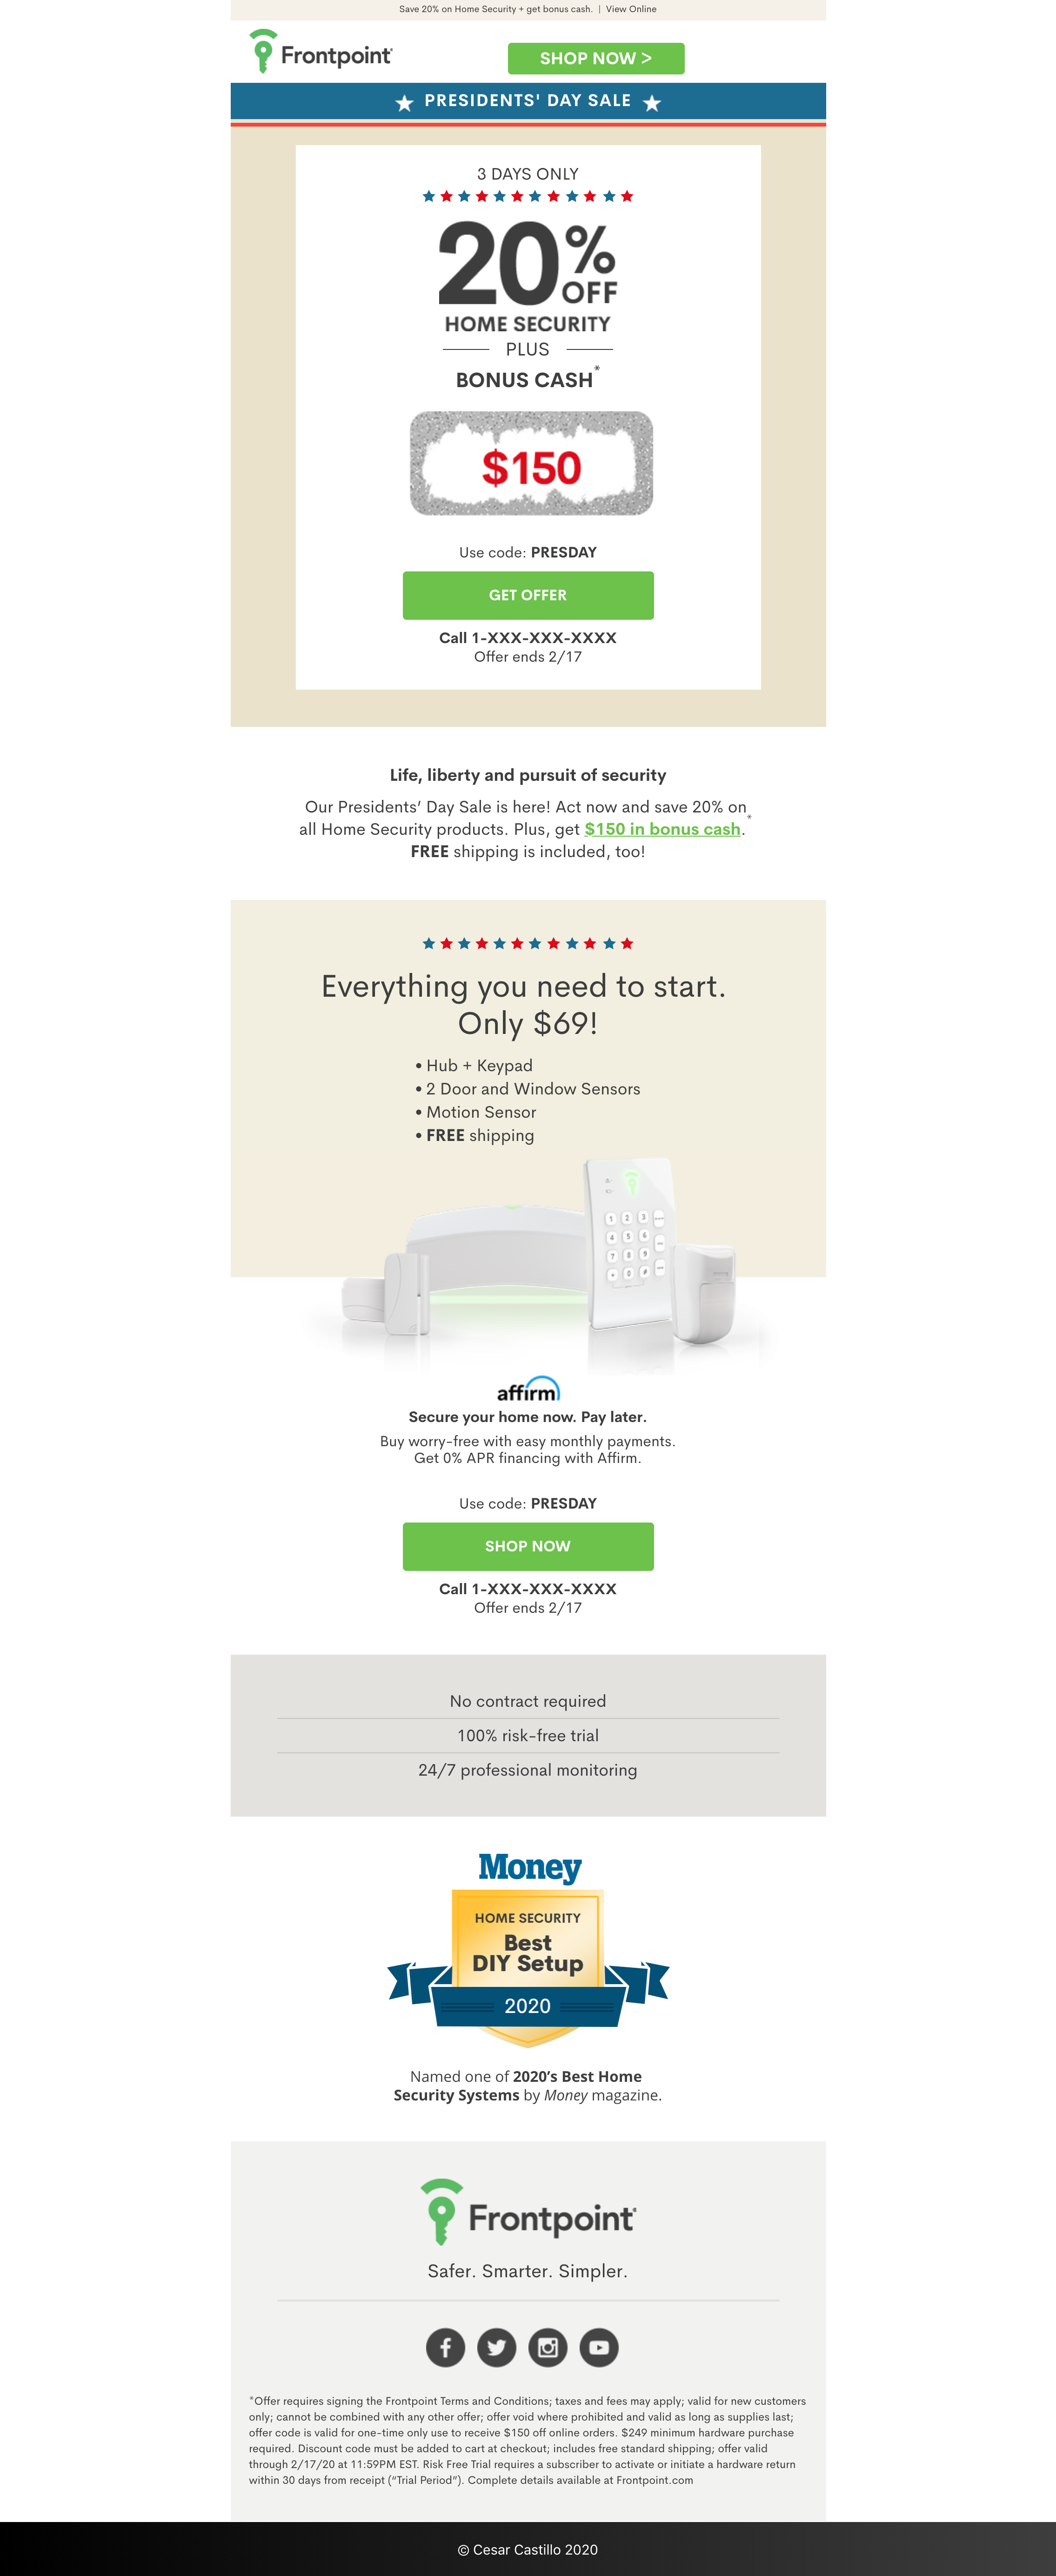 Save 20% on Home Security + get bonus cash. | View Online
Frontpoint
SHOP NOW >
PRESIDENTS' DAY SALE
3 DAYS ONLY
20% OFF
HOME SECURITY
PLUS
BONUS CASH*
$150
Use code: PRESDAY
GET OFFER
Call 1-XXX-XXX-XXXX
Offer ends 2/17
Life, liberty and pursuit of security
Our Presidents’ Day Sale is here! Act now and save 20% on
all Home Security products. Plus, get $150 in bonus cash.*
FREE shipping is included, too!
Everything you need to start.
Only $69!
• Hub + Keypad
• 2 Door and Window Sensors
• Motion Sensor
• FREE shipping
1 2 3
4 5 6
7 8 9
* 0 #
affirm
Secure your home now. Pay later.
Buy worry-free with easy monthly payments.
Get 0% APR financing with Affirm.
Use code: PRESDAY
SHOP NOW
Call 1-XXX-XXX-XXXX
Offer ends 2/17
No contract required
100% risk-free trial
24/7 professional monitoring
Money
HOME SECURITY
Best
DIY Setup
2020
Named one of 2020’s Best Home
Security Systems by Money magazine.
Frontpoint
Safer. Smarter. Simpler.
*Offer requires signing the Frontpoint Terms and Conditions; taxes and fees may apply; valid for new customers
only; cannot be combined with any other offer; offer void where prohibited and valid as long as supplies last;
offer code is valid for one-time only use to receive $150 off online orders. $249 minimum hardware purchase
required. Discount code must be added to cart at checkout; includes free standard shipping; offer valid
through 2/17/20 at 11:59PM EST. Risk Free Trial requires a subscriber to activate or initiate a hardware return
within 30 days from receipt (“Trial Period”). Complete details available at Frontpoint.com
© Cesar Castillo 2020